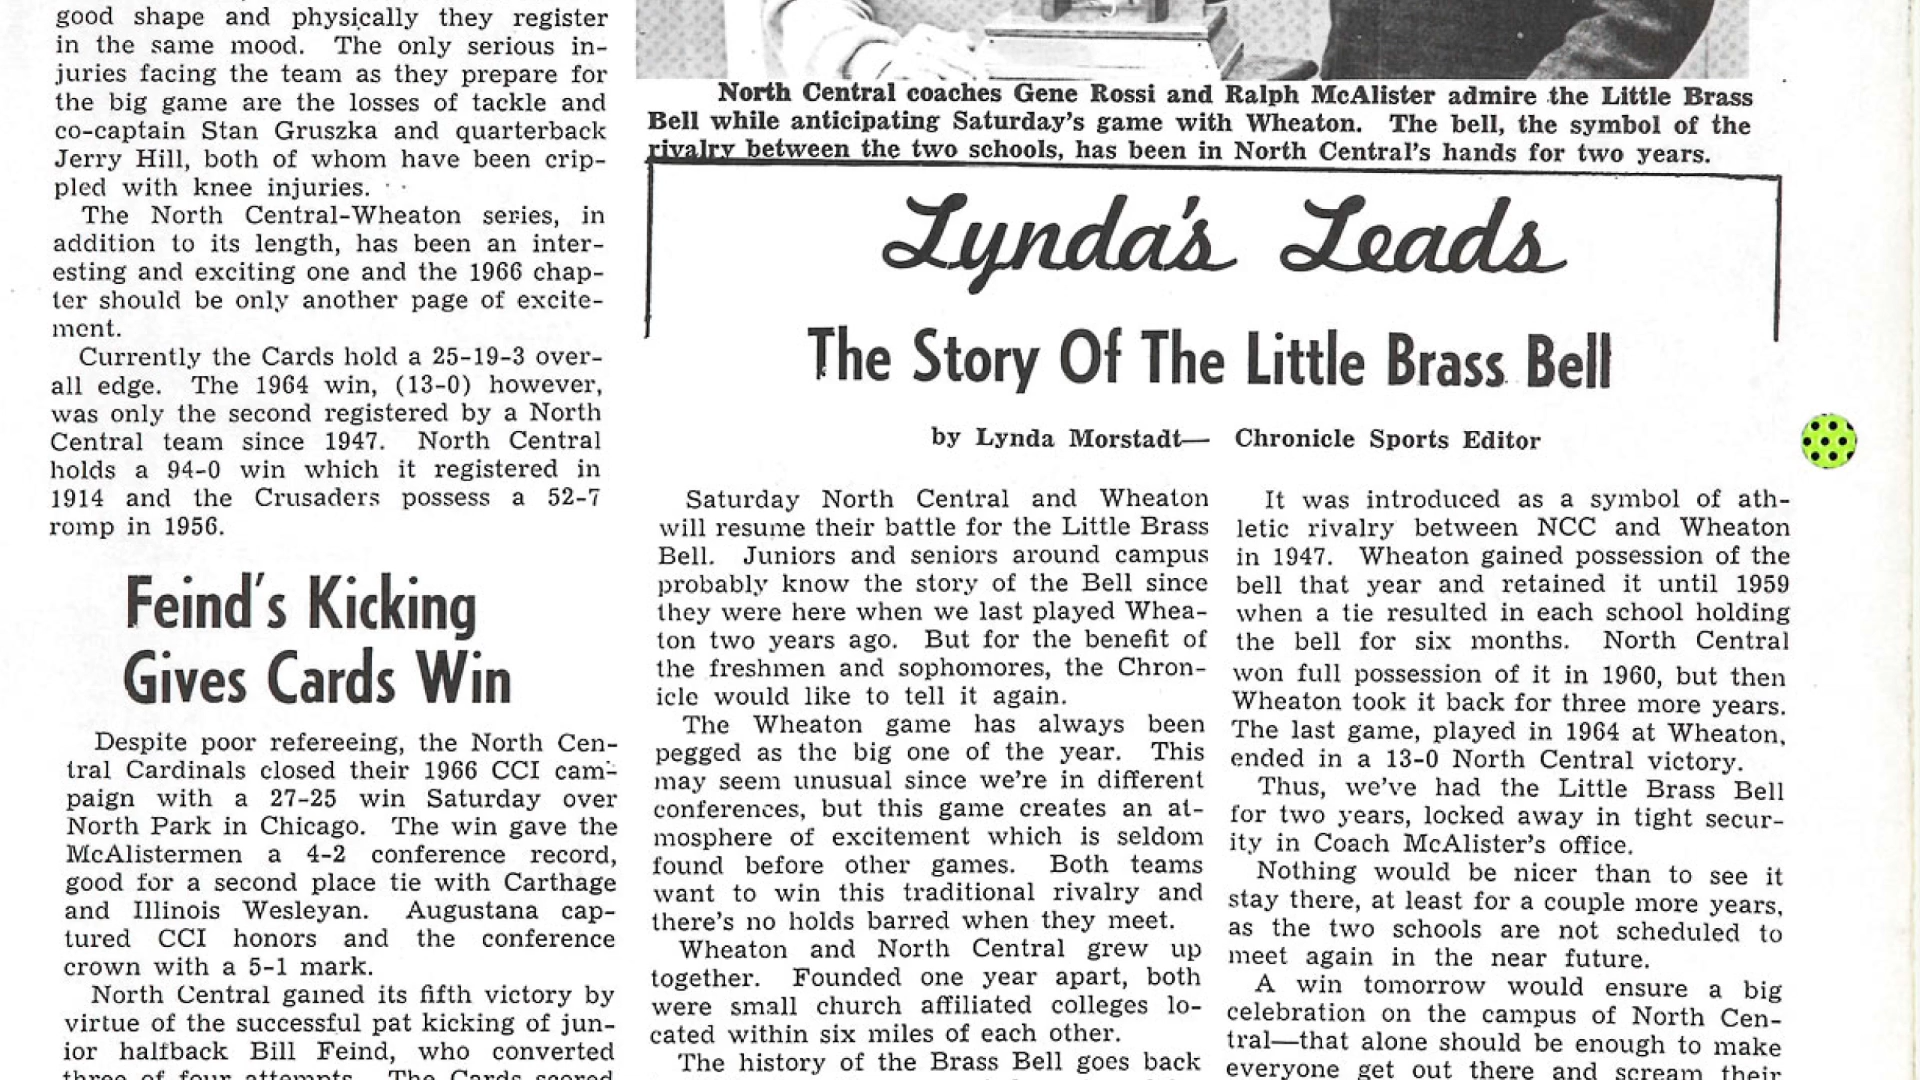 good shape and physically they register
in the same mood. The only serious in-
juries facing the team as they prepare for
the big game are the losses of tackle and
co-captain Stan Gruszka and quarterback
Jerry Hill, both of whom have been crip-
pled with knee injuries.
The North Central-Wheaton series, in
addition to its length, has been an inter-
esting and exciting one and the 1966 chap-
ter should be only another page of excite-
ment.
Currently the Cards hold a 25-19-3 over-
all edge. The 1964 win, (13-0) however,
was only the second registered by a North
Central team since 1947. North Central
holds a 94-0 win which it registered in
1914 and the Crusaders possess a 52-7
romp in 1956.
Feind's Kicking
Gives Cards Win
Despite poor refereeing, the North Cen-
tral Cardinals closed their 1966 CCI cam-
paign with a 27-25 win Saturday over
North Park in Chicago. The win gave the
McAlistermen a 4-2 conference record,
good for a second place tie with Carthage
and Illinois Wesleyan. Augustana cap-
tured CCI honors and the conference
crown with a 5-1 mark.
North Central gained its fifth victory by
virtue of the successful pat kicking of jun-
ior halfback Bill Feind, who converted
three of four attempts. The Cards scored
North Central coaches Gene Rossi and Ralph McAlister admire the Little Brass
Bell while anticipating Saturday's game with Wheaton. The bell, the symbol of the
rivalry between the two schools, has been in North Central's hands for two years.
Lynda's Leads
The Story Of The Little Brass Bell
by Lynda Morstadt— Chronicle Sports Editor
Saturday North Central and Wheaton
will resume their battle for the Little Brass
Bell. Juniors and seniors around campus
probably know the story of the Bell since
they were here when we last played Whea-
ton two years ago. But for the benefit of
the freshmen and sophomores, the Chron-
icle would like to tell it again.
The Wheaton game has always been
pegged as the big one of the year. This
may seem unusual since we're in different
conferences, but this game creates an at-
mosphere of excitement which is seldom
found before other games. Both teams
want to win this traditional rivalry and
there's no holds barred when they meet.
Wheaton and North Central grew up
together. Founded one year apart, both
were small church affiliated colleges lo-
cated within six miles of each other.
The history of the Brass Bell goes back
It was introduced as a symbol of ath-
letic rivalry between NCC and Wheaton
in 1947. Wheaton gained possession of the
bell that year and retained it until 1959
when a tie resulted in each school holding
the bell for six months. North Central
won full possession of it in 1960, but then
Wheaton took it back for three more years.
The last game, played in 1964 at Wheaton,
ended in a 13-0 North Central victory.
Thus, we've had the Little Brass Bell
for two years, locked away in tight secur-
ity in Coach McAlister's office.
Nothing would be nicer than to see it
stay there, at least for a couple more years,
as the two schools are not scheduled to
meet again in the near future.
A win tomorrow would ensure a big
celebration on the campus of North Cen-
tral—that alone should be enough to make
everyone get out there and scream their